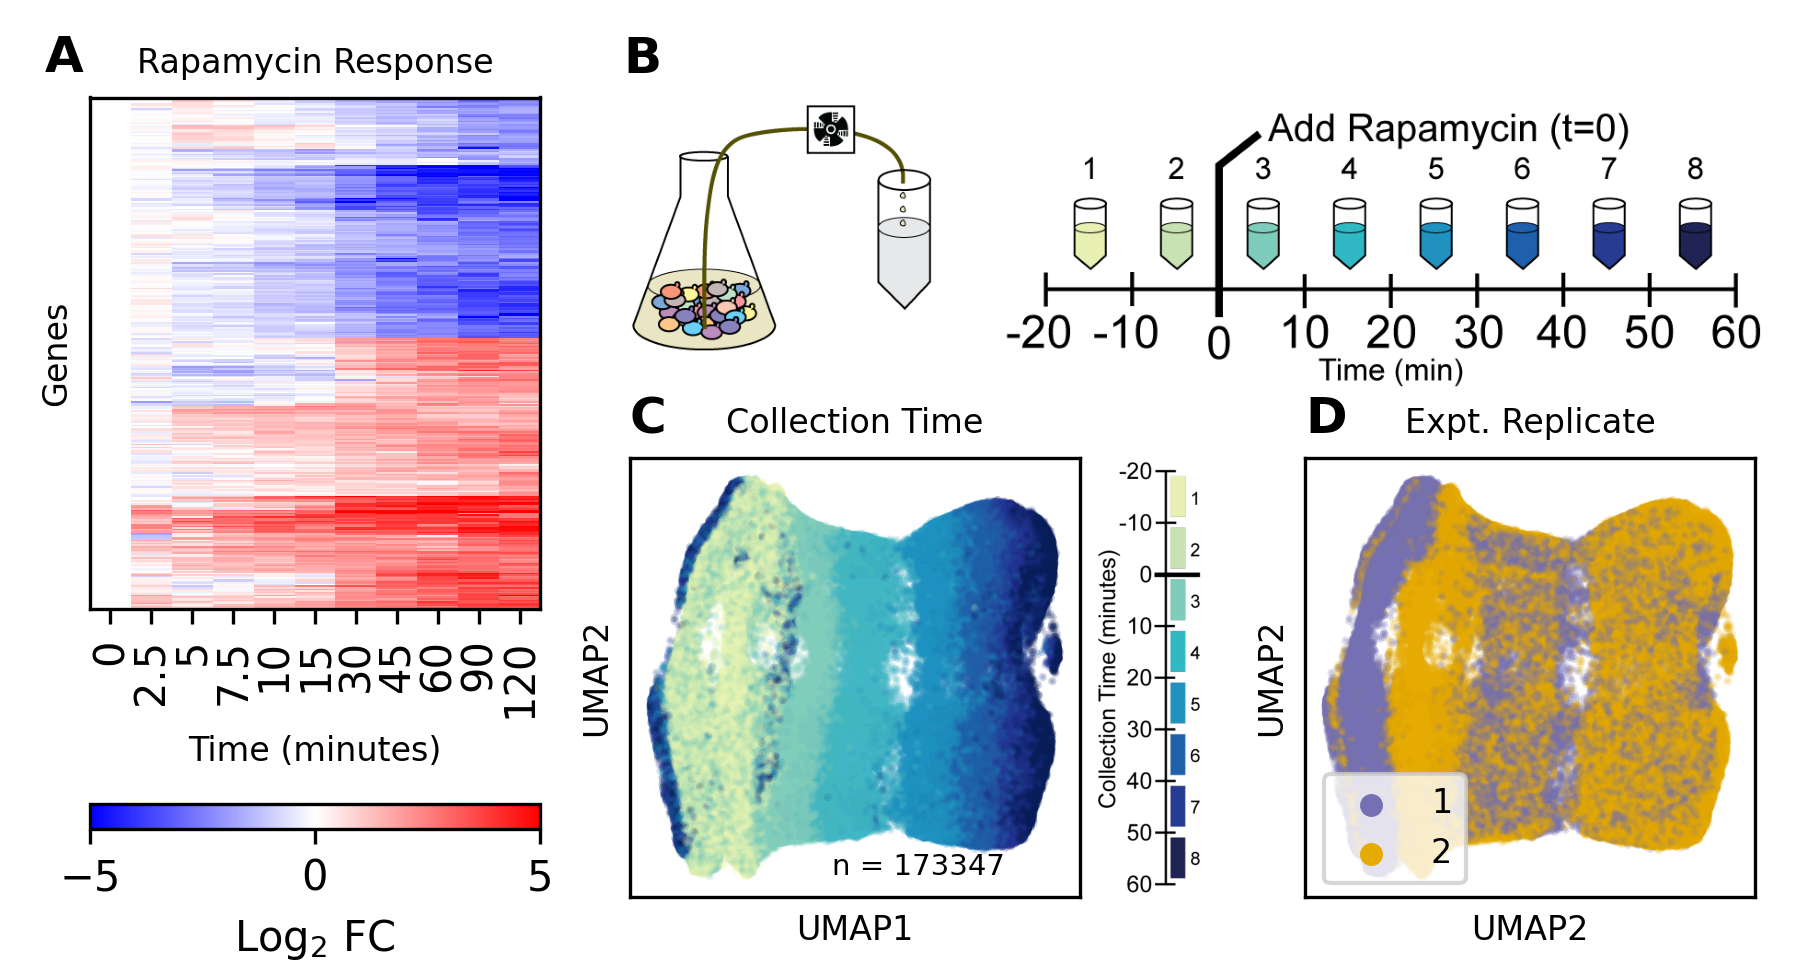 A
Rapamycin Response
Genes
0 2.5 5 7.5 10 15 30 45 60 90 120
Time (minutes)
−5 0 5
Log₂ FC
B
Add Rapamycin (t=0)
1 2 3 4 5 6 7 8
-20 -10 0 10 20 30 40 50 60
Time (min)
C
Collection Time
UMAP2
n = 173347
UMAP1
Collection Time (minutes)
-20
1
-10
2
0
3
10
4
20
5
30
6
40
7
50
8
60
D
Expt. Replicate
UMAP2
1
2
UMAP2